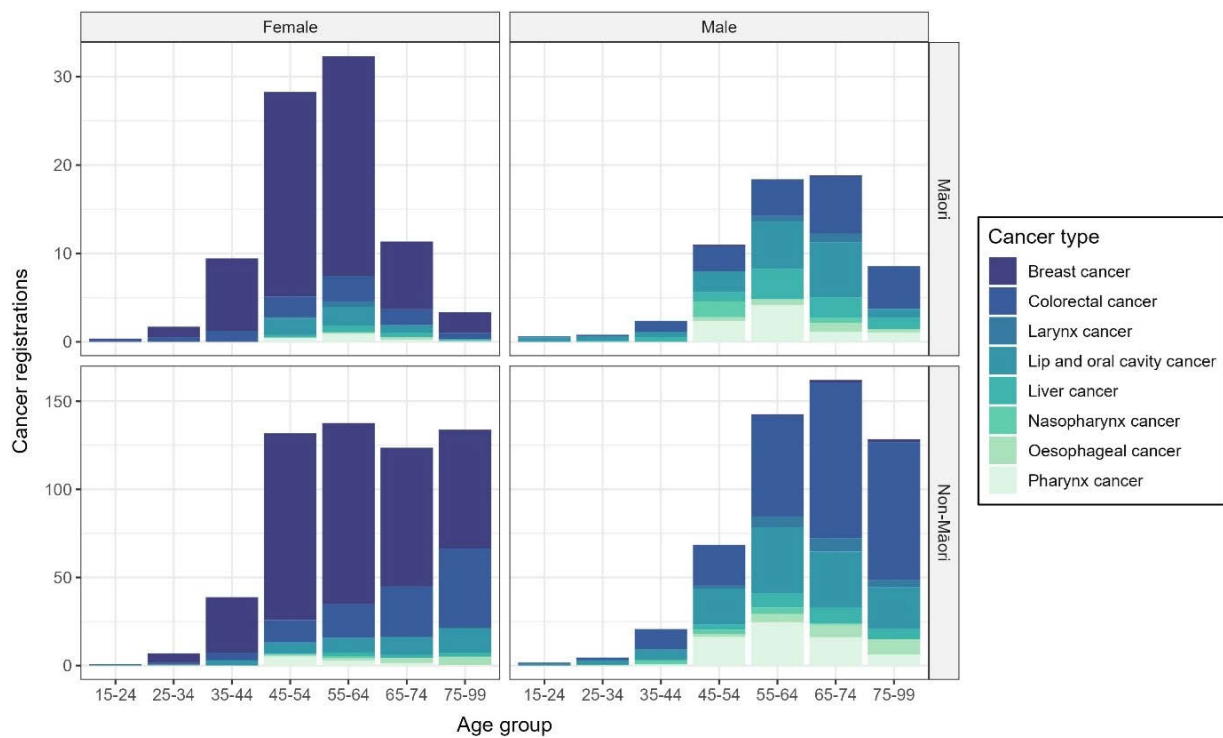 Female
Male
30
20
10
0
Māori
Cancer registrations
150
100
50
0
Non-Māori
15-24 25-34 35-44 45-54 55-64 65-74 75-99
15-24 25-34 35-44 45-54 55-64 65-74 75-99
Age group
Cancer type
Breast cancer
Colorectal cancer
Larynx cancer
Lip and oral cavity cancer
Liver cancer
Nasopharynx cancer
Oesophageal cancer
Pharynx cancer